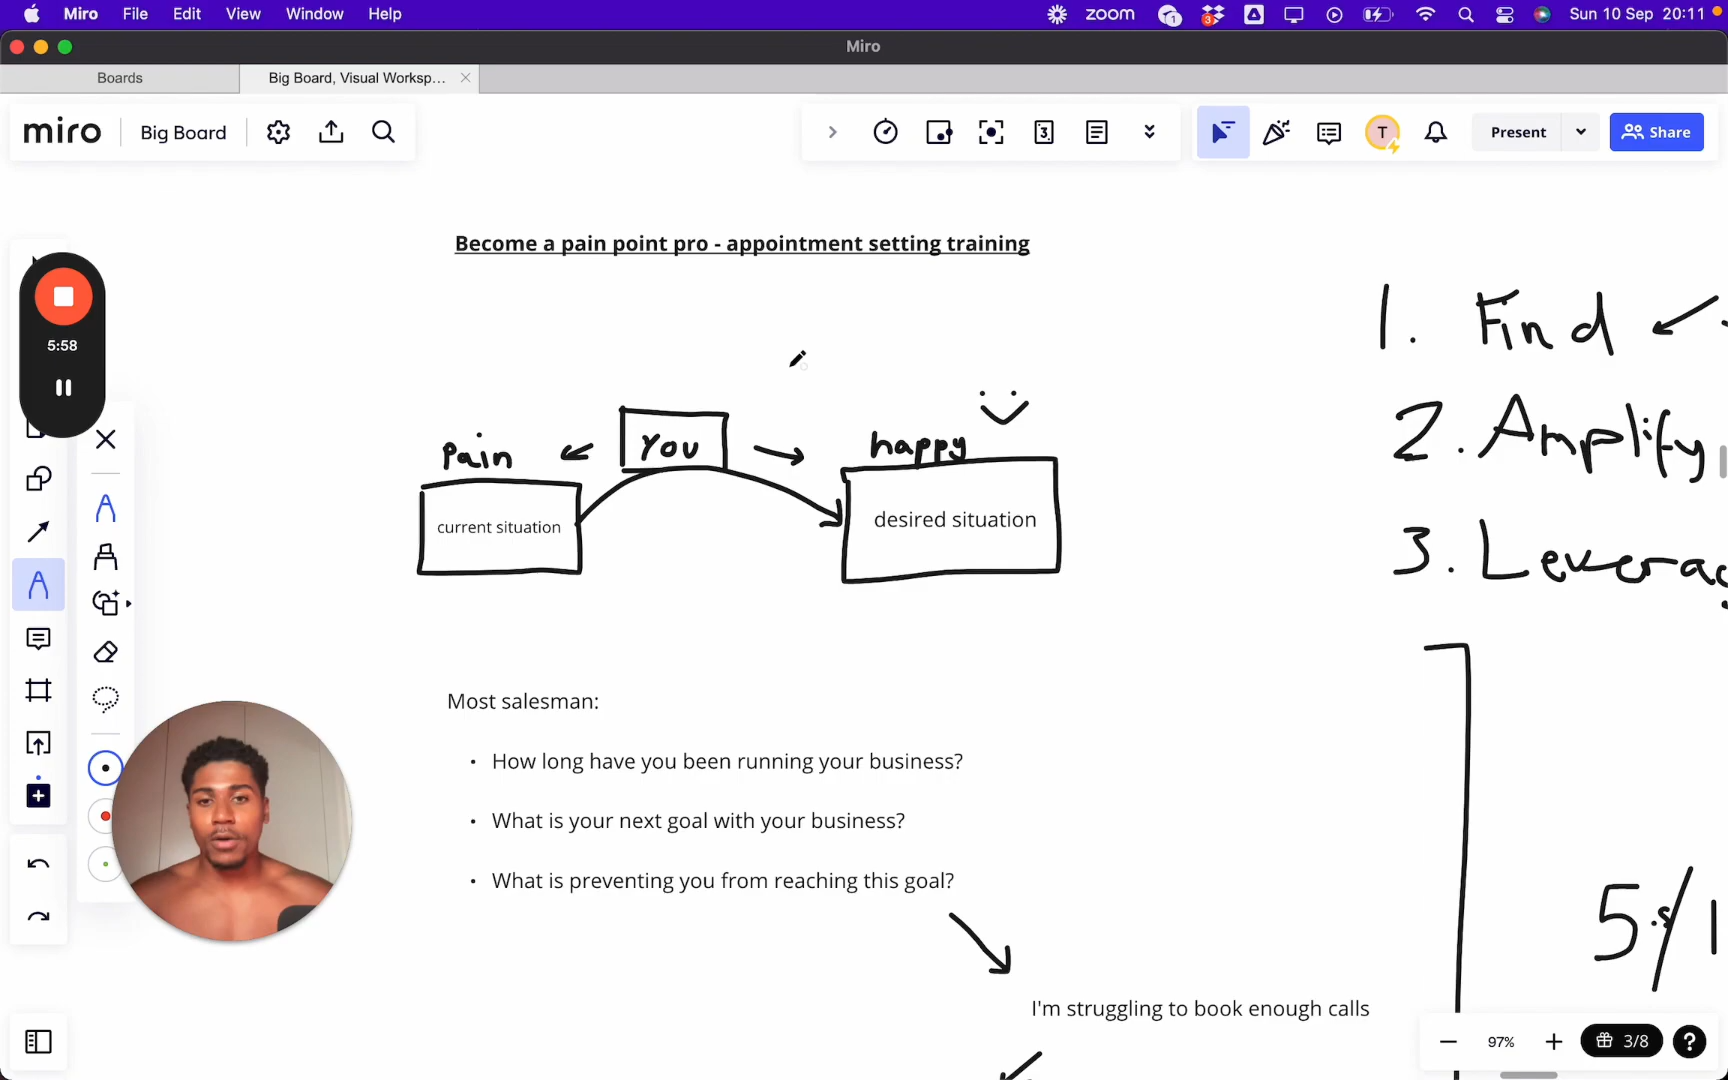 Miro File Edit View Window Help
zoom 1 3 Sun 10 Sep 20:11
Miro
Boards
Big Board, Visual Worksp...
miro Big Board
3 T Present Share
Become a pain point pro - appointment setting training
5:58
1. Find
2. Amplify
3.
pain
You
happy
current situation
desired situation
Most salesman:
• How long have you been running your business?
• What is your next goal with your business?
• What is preventing you from reaching this goal?
I'm struggling to book enough calls
97% 3/8 ?